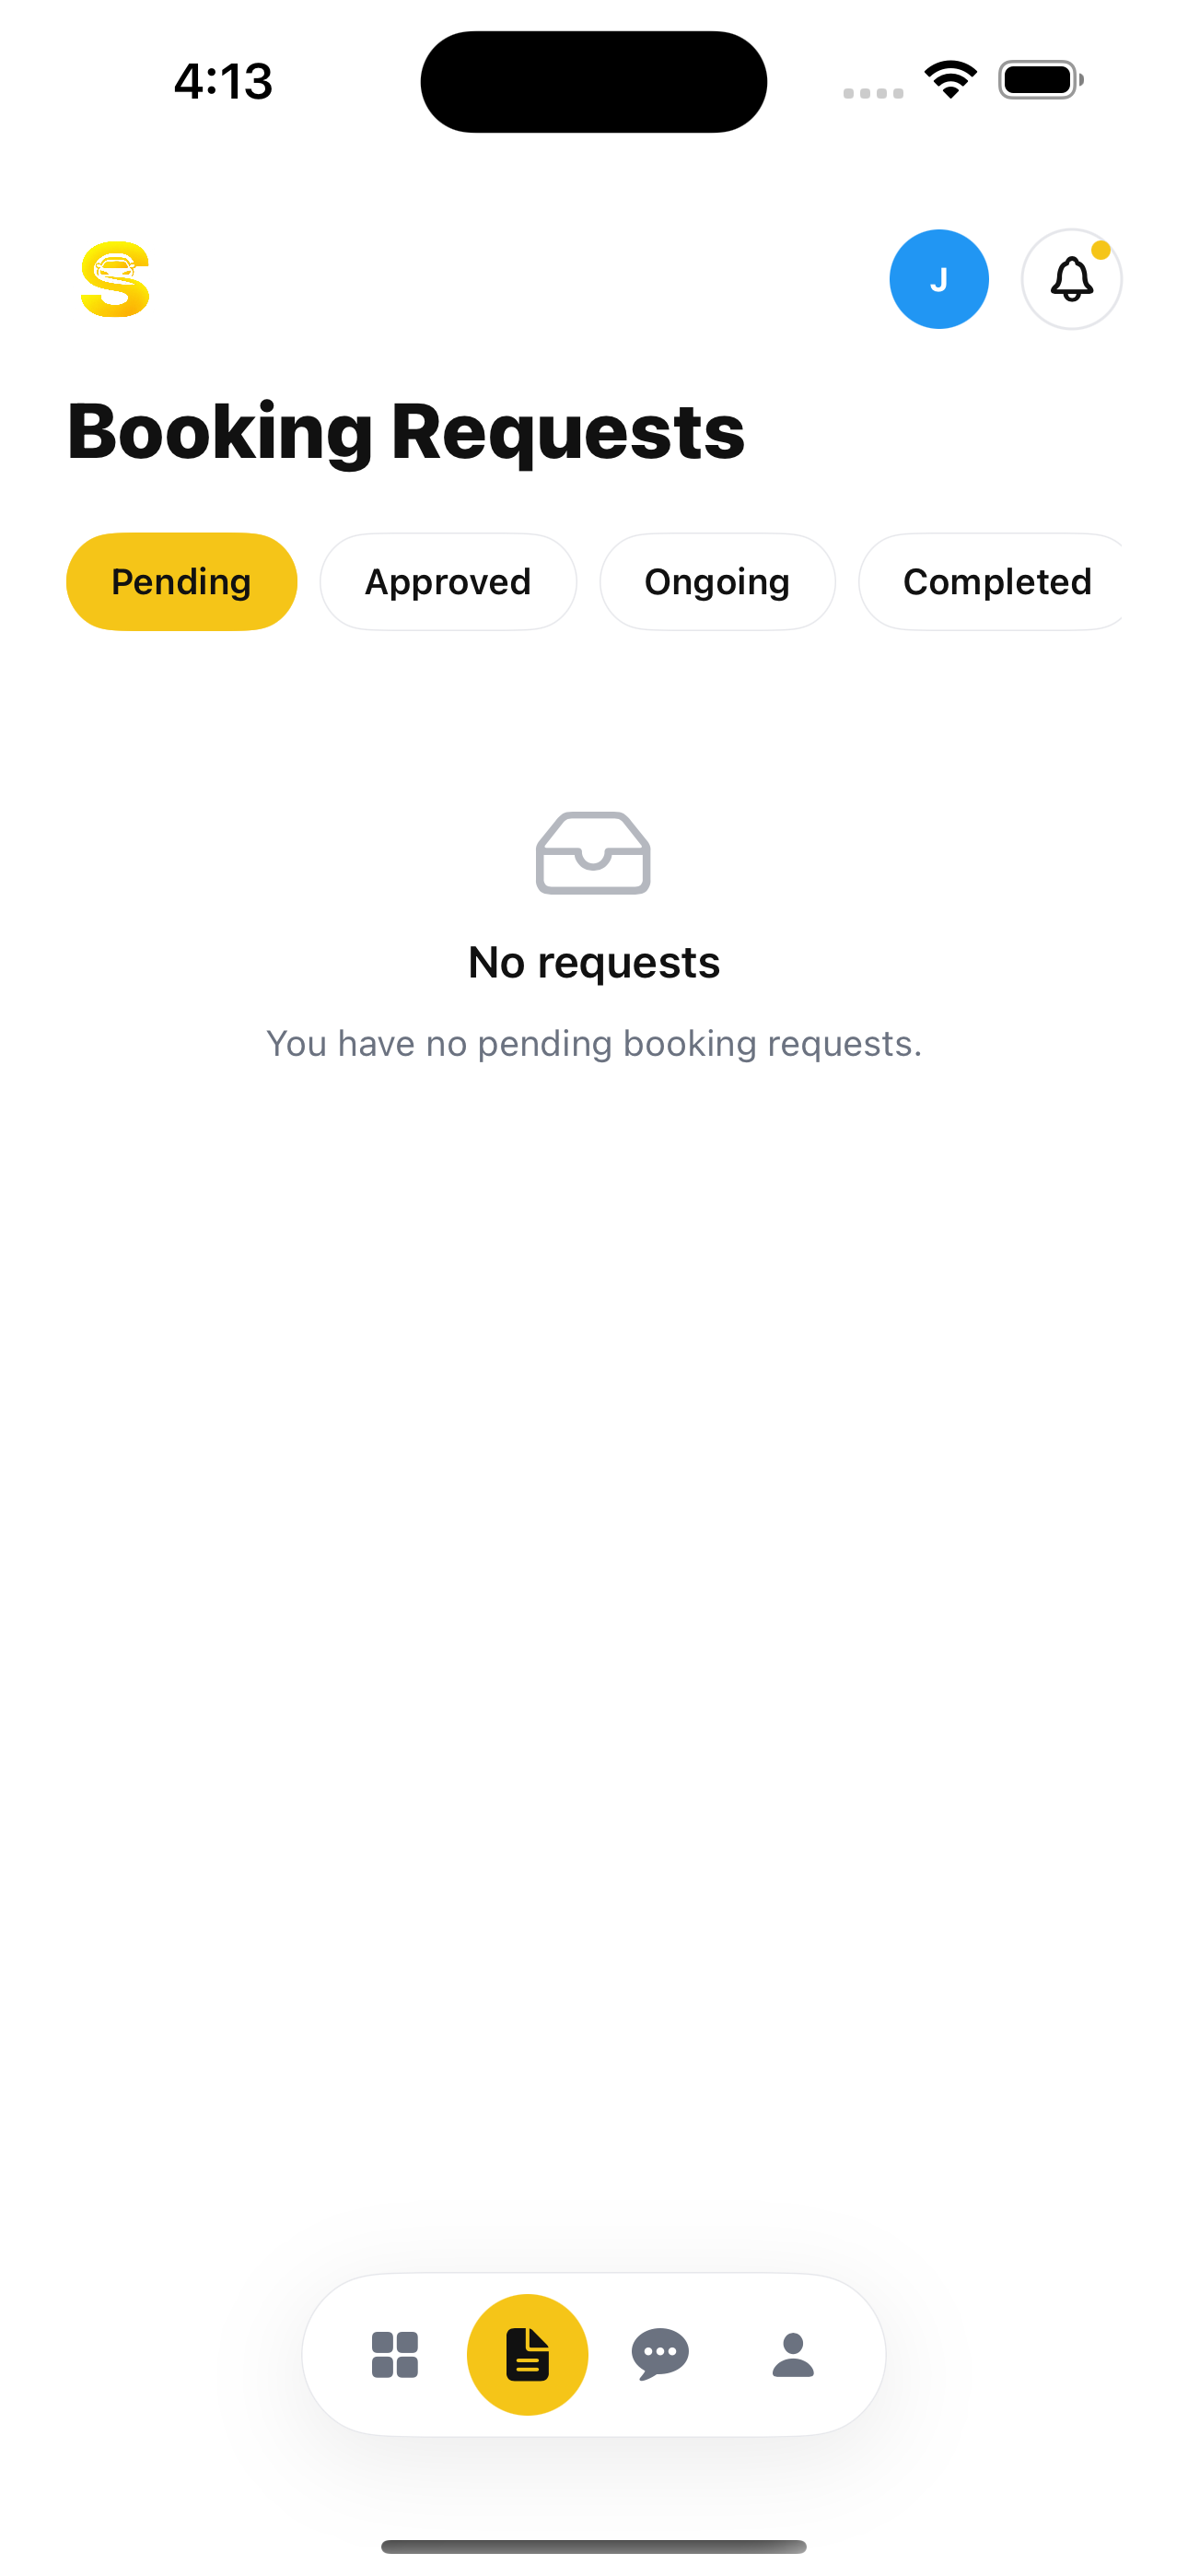 4:13
S
J
Booking Requests
Pending Approved Ongoing Completed
No requests
You have no pending booking requests.